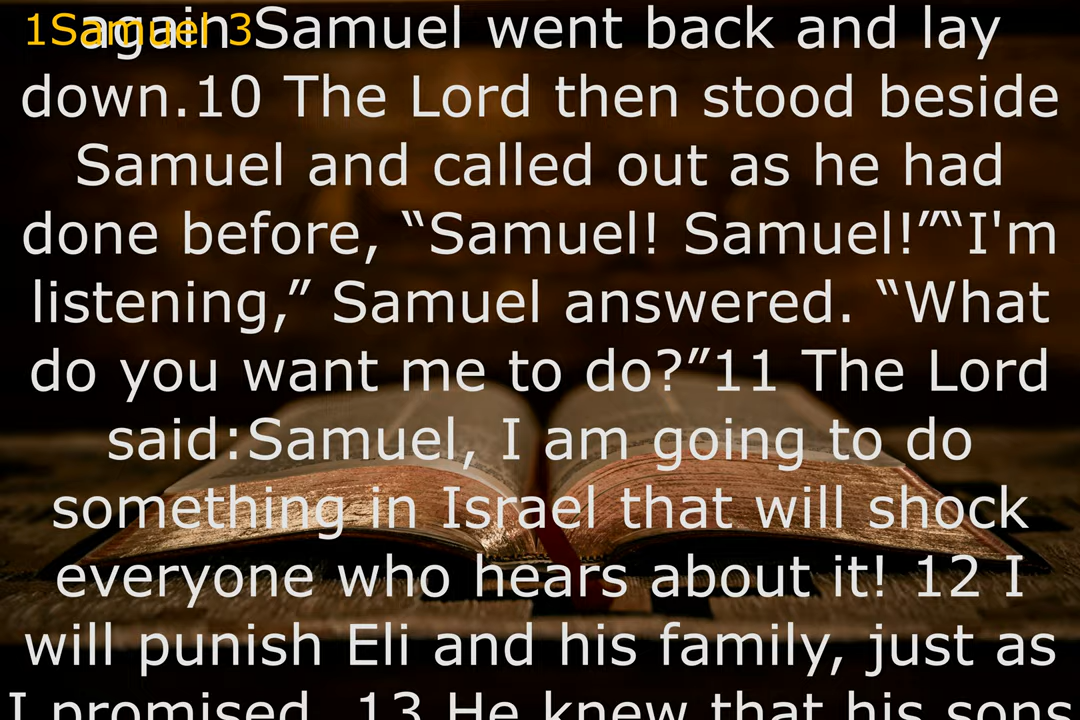 1Samuel 3
again Samuel went back and lay
down.10 The Lord then stood beside
Samuel and called out as he had
done before, “Samuel! Samuel!”“I'm
listening,” Samuel answered. “What
do you want me to do?”11 The Lord
said:Samuel, I am going to do
something in Israel that will shock
everyone who hears about it! 12 I
will punish Eli and his family, just as
I promised. 13 He knew that his sons